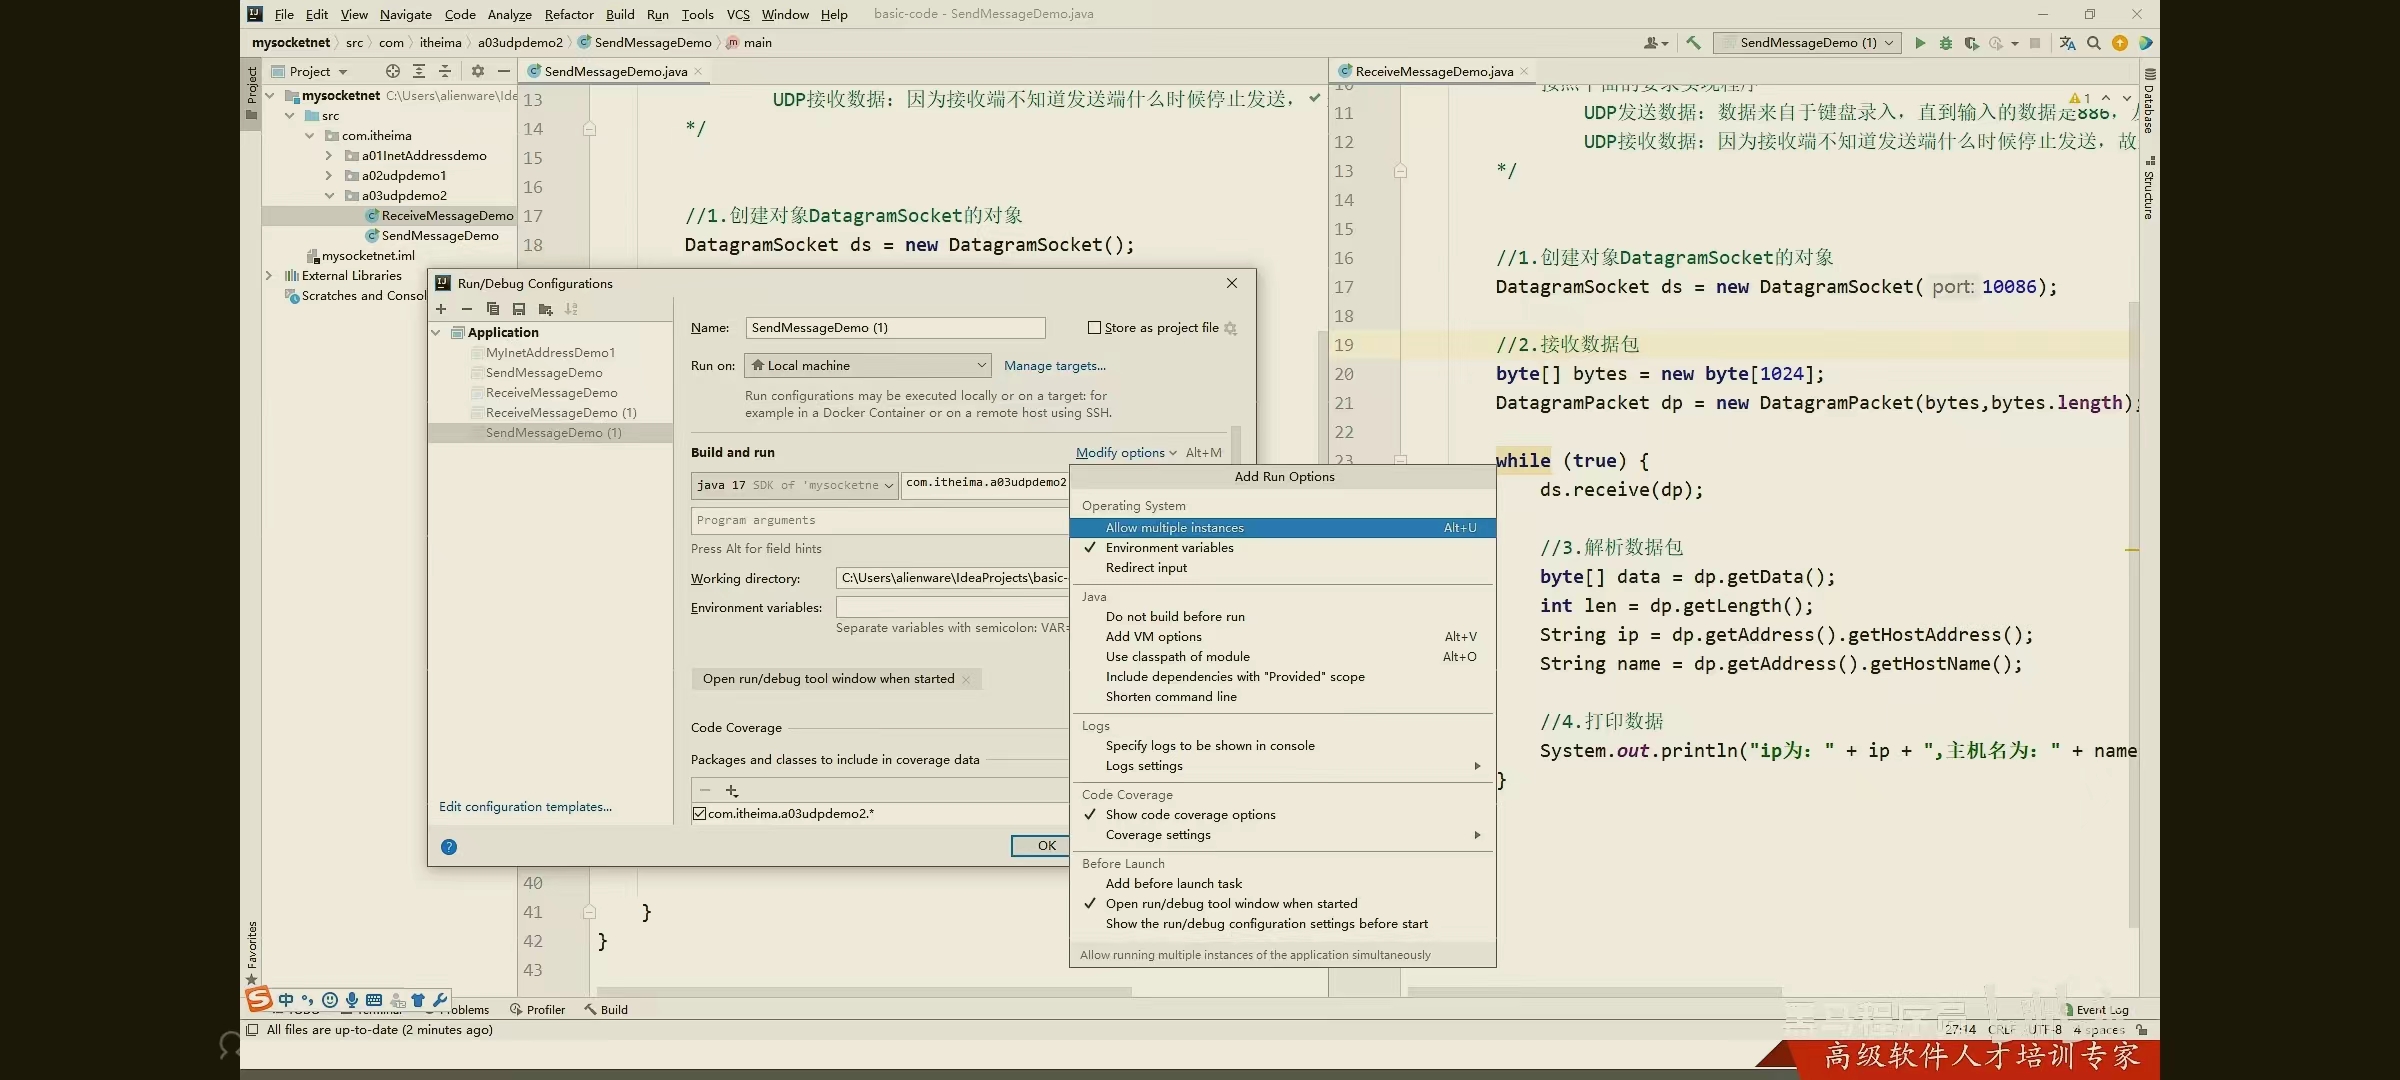 File Edit View Navigate Code Analyze Refactor Build Run Tools VCS Window Help basic-code - SendMessageDemo.java
mysocketnet src com itheima a03udpdemo2 SendMessageDemo main
SendMessageDemo (1)
Project
Project
SendMessageDemo.java
ReceiveMessageDemo.java
mysocketnet C:\Users\alienware\Ide
src
com.itheima
a01InetAddressdemo
a02udpdemo1
a03udpdemo2
ReceiveMessageDemo
SendMessageDemo
mysocketnet.iml
External Libraries
Scratches and Consol
13 UDP接收数据：因为接收端不知道发送端什么时候停止发送，
14 */
15
16
17 //1.创建对象DatagramSocket的对象
18 DatagramSocket ds = new DatagramSocket();
Run/Debug Configurations
Application
MyInetAddressDemo1
SendMessageDemo
ReceiveMessageDemo
ReceiveMessageDemo (1)
SendMessageDemo (1)
Edit configuration templates...
Name: SendMessageDemo (1) Store as project file
Run on: Local machine Manage targets...
Run configurations may be executed locally or on a target: for
example in a Docker Container or on a remote host using SSH.
Build and run Modify options Alt+M
java 17 SDK of 'mysocketne com.itheima.a03udpdemo2
Program arguments
Press Alt for field hints
Working directory: C:\Users\alienware\IdeaProjects\basic-
Environment variables:
Separate variables with semicolon: VAR=
Open run/debug tool window when started
Code Coverage
Packages and classes to include in coverage data
com.itheima.a03udpdemo2.*
OK
Add Run Options
Operating System
Allow multiple instances Alt+U
Environment variables
Redirect input
Java
Do not build before run
Add VM options Alt+V
Use classpath of module Alt+O
Include dependencies with "Provided" scope
Shorten command line
Logs
Specify logs to be shown in console
Logs settings
Code Coverage
Show code coverage options
Coverage settings
Before Launch
Add before launch task
Open run/debug tool window when started
Show the run/debug configuration settings before start
Allow running multiple instances of the application simultaneously
40
41 }
42 }
43
1
11 UDP发送数据：数据来自于键盘录入，直到输入的数据是886，
12 UDP接收数据：因为接收端不知道发送端什么时候停止发送，故
13 */
14
15
16 //1.创建对象DatagramSocket的对象
17 DatagramSocket ds = new DatagramSocket( port: 10086);
18
19 //2.接收数据包
20 byte[] bytes = new byte[1024];
21 DatagramPacket dp = new DatagramPacket(bytes,bytes.length);
22
23 while (true) {
ds.receive(dp);
//3.解析数据包
byte[] data = dp.getData();
int len = dp.getLength();
String ip = dp.getAddress().getHostAddress();
String name = dp.getAddress().getHostName();
//4.打印数据
System.out.println("ip为：" + ip + ",主机名为：" + name
}
Database
Structure
Favorites
中
Profiler Build Event Log
All files are up-to-date (2 minutes ago) 27:14 CRLF UTF-8 4 spaces
高级软件人才培训专家